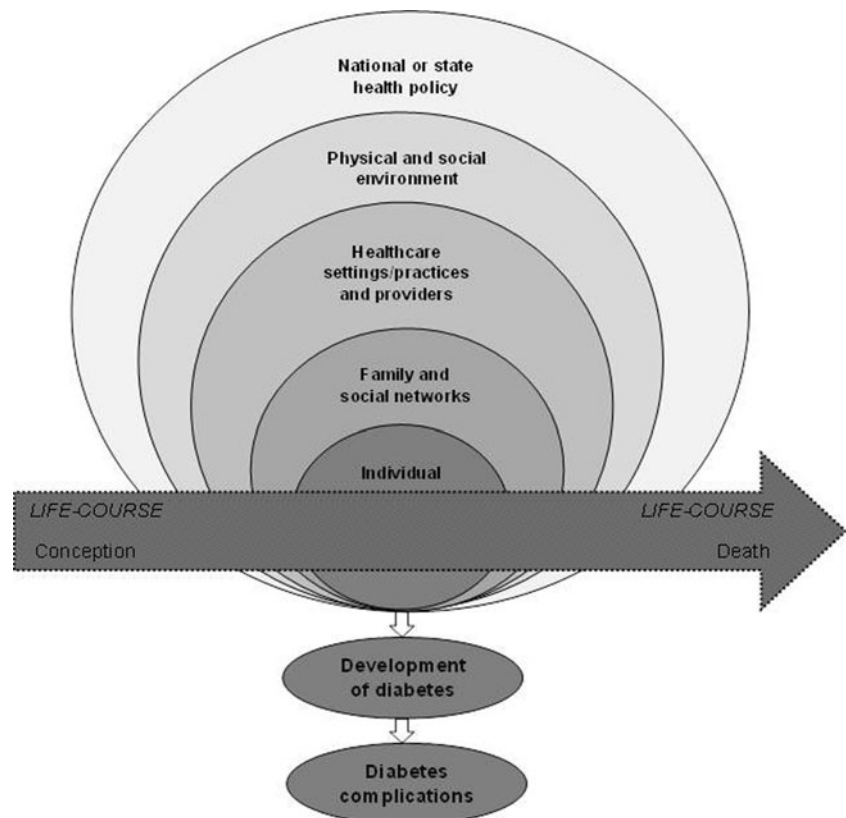 National or state
health policy
Physical and social
environment
Healthcare
settings/practices
and providers
Family and
social networks
Individual
LIFE-COURSE
LIFE-COURSE
Conception
Death
Development
of diabetes
Diabetes
complications